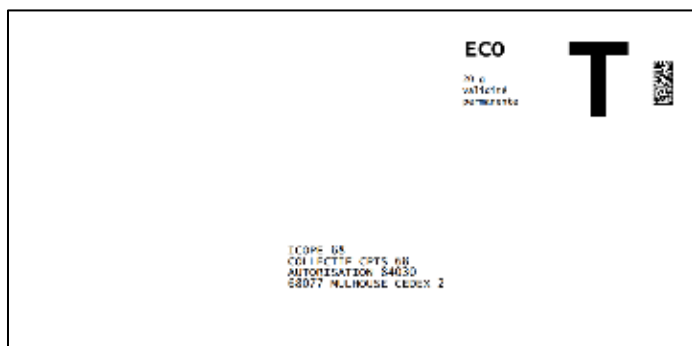 ECO
T
20 g
validité
permanente
ICOPE 68
COLLECTIF CPTS 68
AUTORISATION 84030
68077 MULHOUSE CEDEX 2